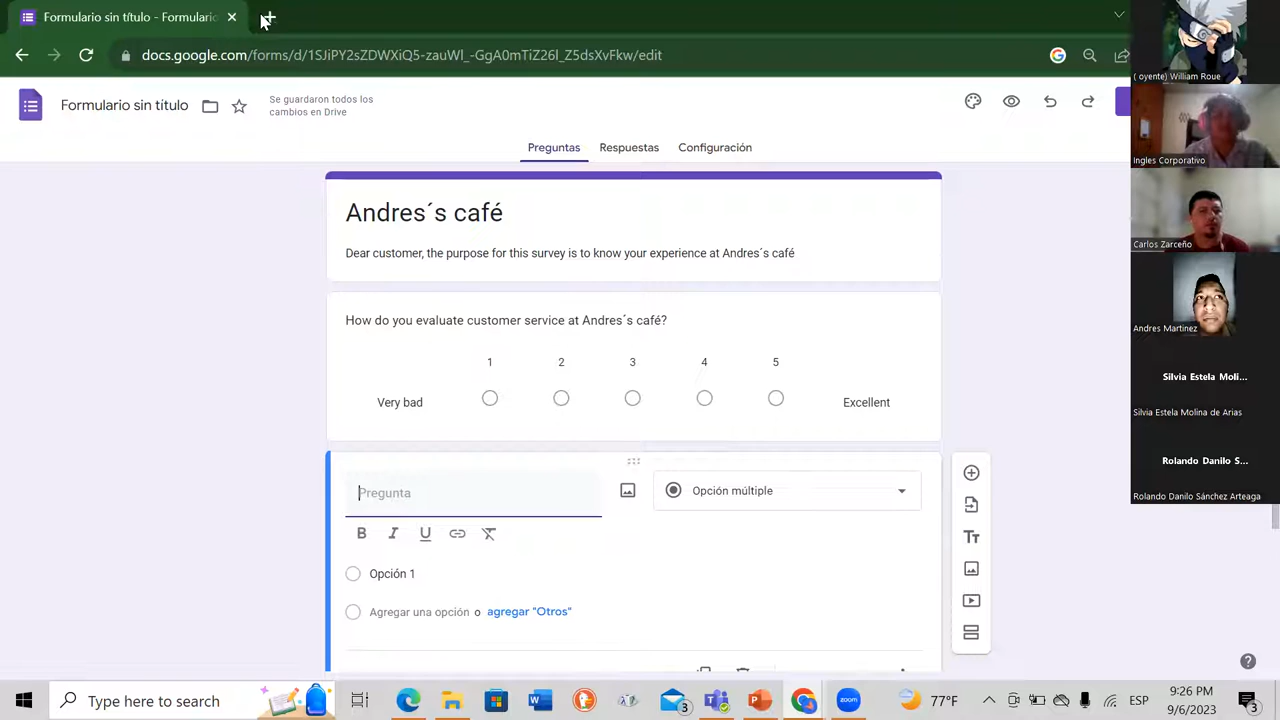 Formulario sin título - Formulario
docs.google.com/forms/d/1SJiPY2sZDWXiQ5-zauWl_-GgA0mTiZ26l_Z5dsXvFkw/edit
Formulario sin título
Se guardaron todos los
cambios en Drive
Preguntas Respuestas Configuración
Andres´s café
Dear customer, the purpose for this survey is to know your experience at Andres´s café
How do you evaluate customer service at Andres´s café?
1 2 3 4 5
Very bad Excellent
Pregunta
Opción múltiple
B I U
Opción 1
Agregar una opción o agregar "Otros"
Tt
( oyente) William Roue
Ingles Corporativo
Carlos Zarceño
Andres Martinez
Silvia Estela Moli...
Silvia Estela Molina de Arias
Rolando Danilo S...
Rolando Danilo Sánchez Arteaga
Type here to search
3
zoom
77°F
ESP
9:26 PM
9/6/2023
3